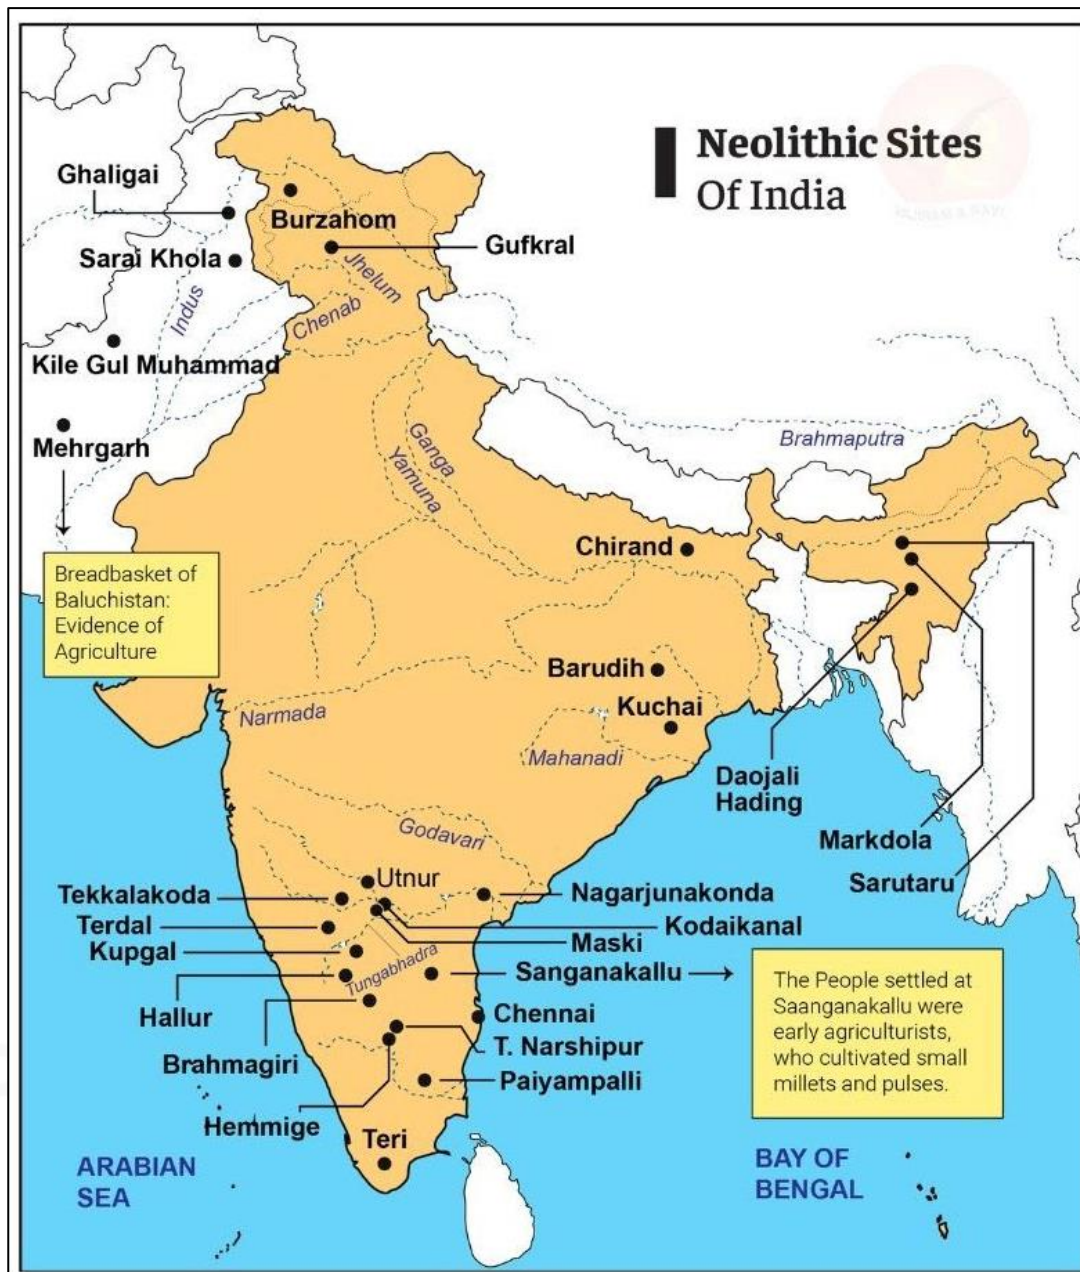 Neolithic Sites
Of India
Ghaligai
Burzahom
Gufkral
Sarai Khola
Jhelum
Indus
Chenab
Kile Gul Muhammad
Mehrgarh
Ganga
Yamuna
Brahmaputra
Breadbasket of
Baluchistan:
Evidence of
Agriculture
Chirand
Barudih
Kuchai
Narmada
Mahanadi
Daojali
Hading
Markdola
Sarutaru
Godavari
Utnur
Tekkalakoda
Nagarjunakonda
Terdal
Kodaikanal
Kupgal
Maski
Tungabhadra
Sanganakallu
Hallur
Chennai
Brahmagiri
T. Narshipur
Paiyampalli
Hemmige
Teri
The People settled at
Saanganakallu were
early agriculturists,
who cultivated small
millets and pulses.
ARABIAN
SEA
BAY OF
BENGAL